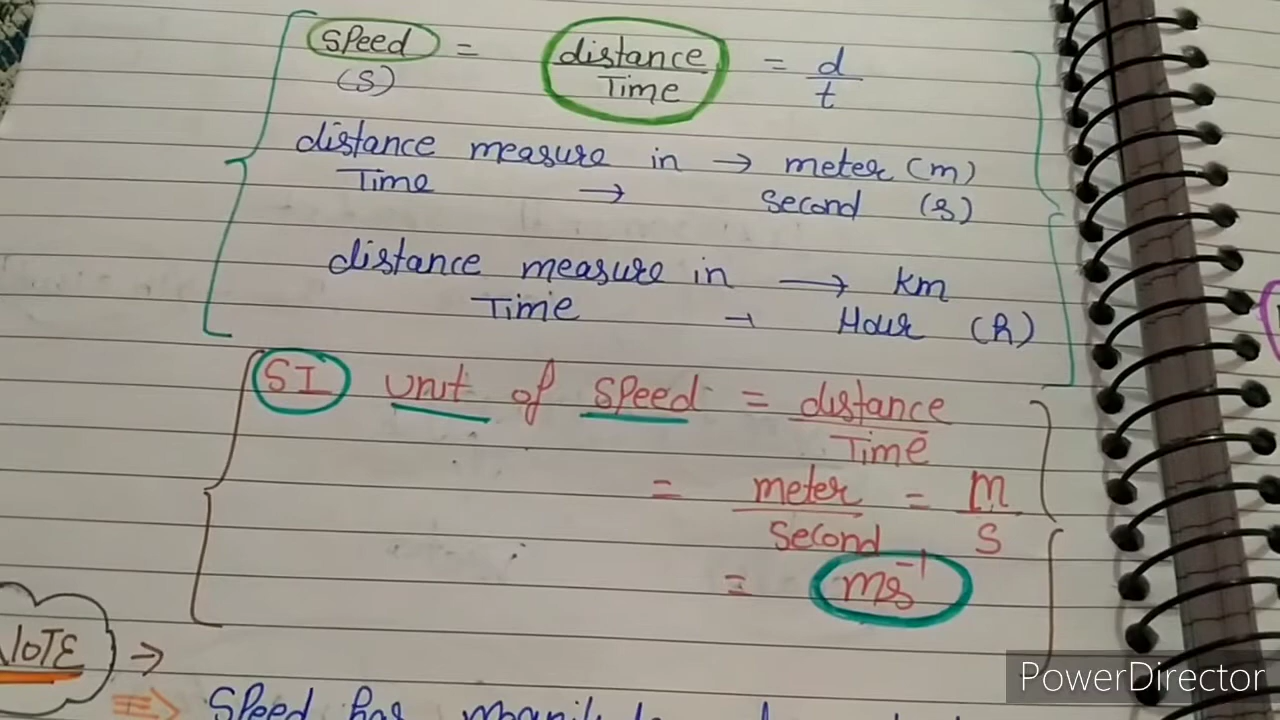 Speed = distance/Time = d/t
(S)
distance measure in → meter (m)
Time → Second (s)
distance measure in → km
Time → Hour (h)
SI unit of speed = distance/Time
= meter/Second = m/s
= ms⁻¹
NOTE →
⇒ Speed has
PowerDirector